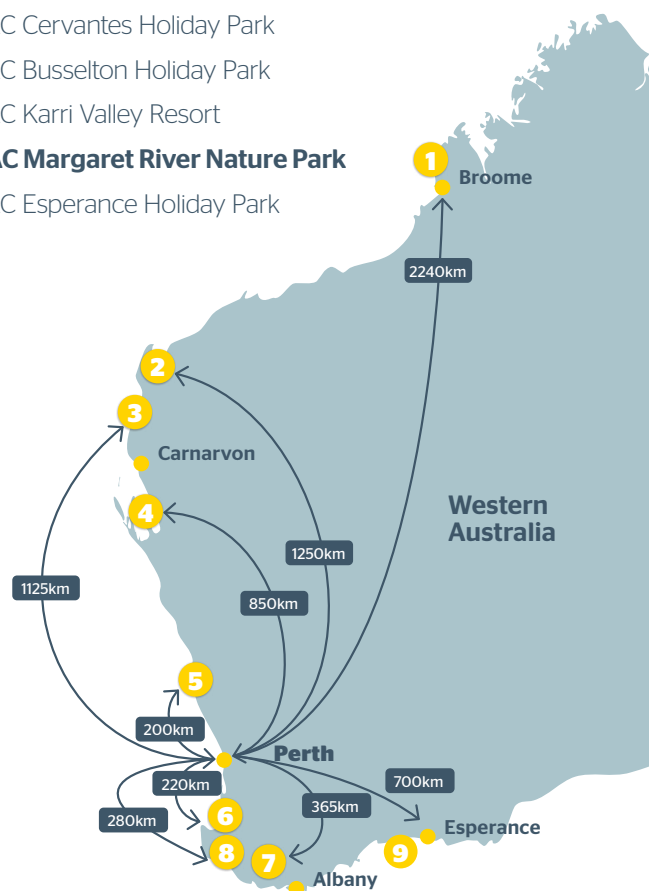 C Cervantes Holiday Park
C Busselton Holiday Park
C Karri Valley Resort
AC Margaret River Nature Park
C Esperance Holiday Park
1
Broome
2240km
2
3
Carnarvon
4
Western
Australia
1250km
1125km
850km
5
200km
Perth
220km
700km
365km
280km
6
Esperance
8
7
9
Albany